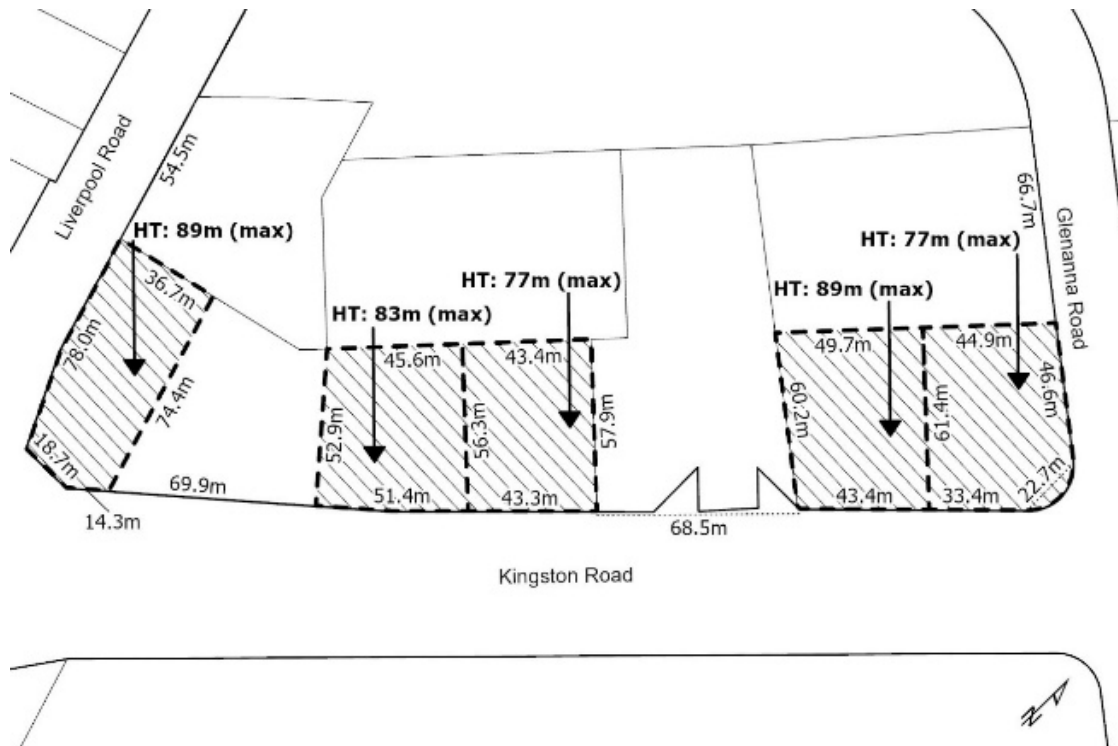 Liverpool Road
54.5m
HT: 89m (max)
36.7m
78.0m
74.4m
18.7m
14.3m
69.9m
HT: 83m (max)
HT: 77m (max)
45.6m
43.4m
52.9m
56.3m
57.9m
51.4m
43.3m
68.5m
HT: 89m (max)
HT: 77m (max)
66.7m
Glenanna Road
49.7m
44.9m
60.2m
61.4m
46.6m
43.4m
33.4m
22.7m
Kingston Road
N